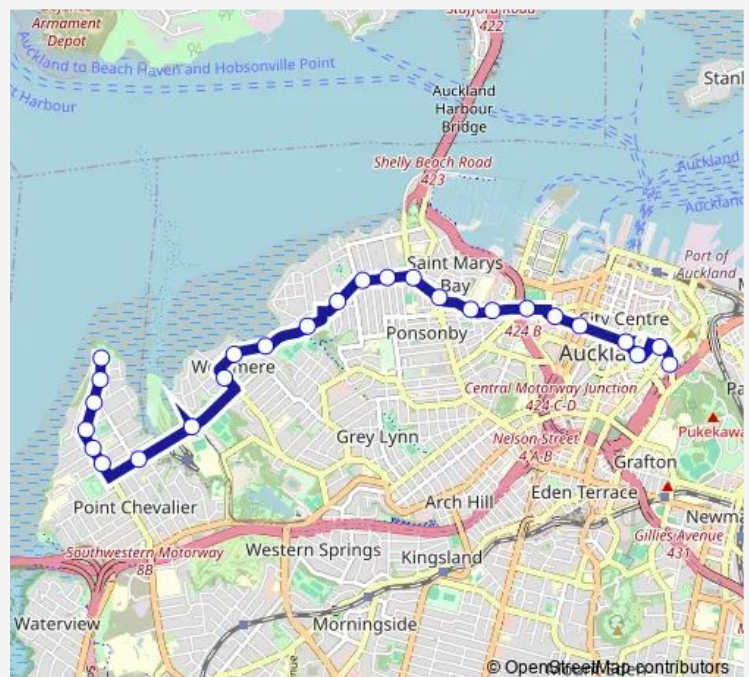 Armament
Depot
Stafford Road
422
Auckland to Beach Haven and Hobsonville Point
Harbour
Auckland
Harbour
Bridge
Shelly Beach Road
423
Auckland
Auckland
Port of
Auckland
Saint Marys
Bay
Ponsonby
City Centre
424 B
Central Motorway Junction
424 C-D
Pukekawa
Grey Lynn
Nelson Street
4 A-B
Grafton
Point Chevalier
Arch Hill
Eden Terrace
Southwestern Motorway
8B
Western Springs
Kingsland
Gillies Avenue
431
Waterview
Morningside
© OpenStreetMap contributors